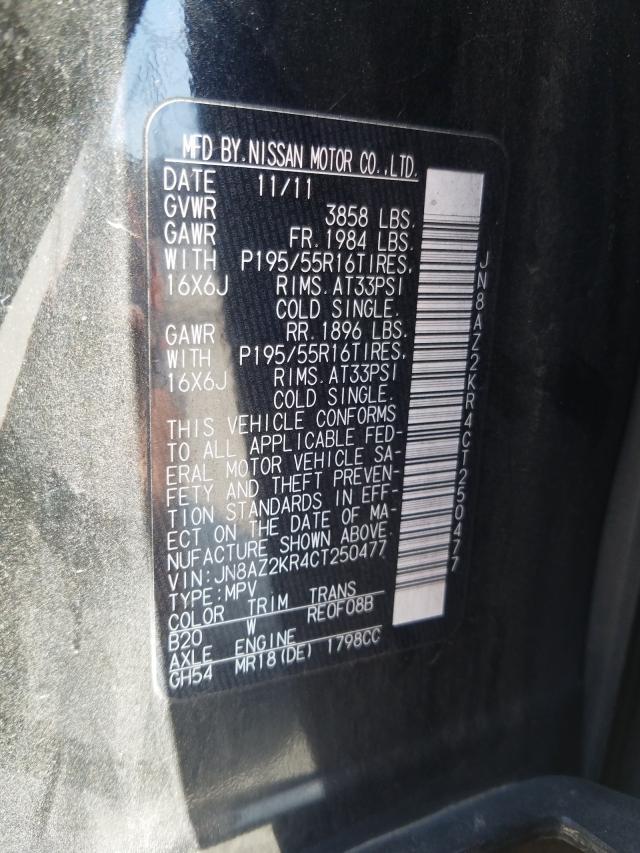 MFD BY.NISSAN MOTOR CO.,LTD.
DATE 11/11
GVWR 3858 LBS.
GAWR FR.1984 LBS.
WITH P195/55R16TIRES,
16X6J RIMS.AT33PSI
COLD SINGLE.
GAWR RR.1896 LBS.
WITH P195/55R16TIRES,
16X6J RIMS.AT33PSI
COLD SINGLE.
THIS VEHICLE CONFORMS
TO ALL APPLICABLE FED-
ERAL MOTOR VEHICLE SA-
FETY AND THEFT PREVEN-
TION STANDARDS IN EFF-
ECT ON THE DATE OF MA-
NUFACTURE SHOWN ABOVE.
VIN:JN8AZ2KR4CT250477
TYPE:MPV
COLOR TRIM TRANS
B20 W RE0F08B
AXLE ENGINE
GH54 MR18(DE) 1798CC
JN8AZ2KR4CT250477